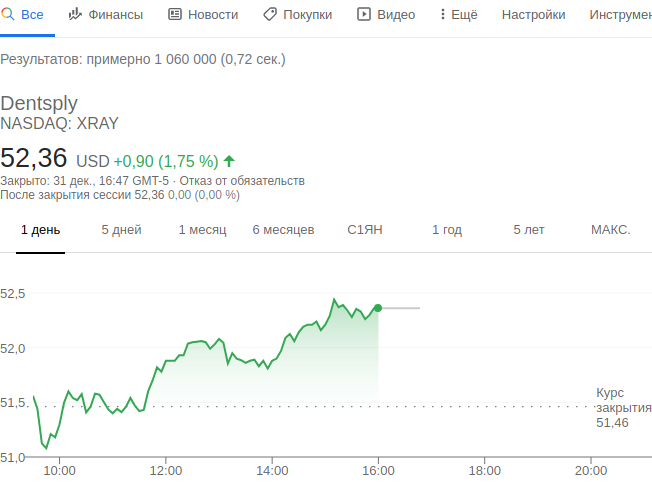 Все Финансы Новости Покупки Видео Ещё Настройки Инструмен
Результатов: примерно 1 060 000 (0,72 сек.)
Dentsply
NASDAQ: XRAY
52,36 USD +0,90 (1,75 %)
Закрыто: 31 дек., 16:47 GMT-5 · Отказ от обязательств
После закрытия сессии 52,36 0,00 (0,00 %)
1 день 5 дней 1 месяц 6 месяцев С1ЯН 1 год 5 лет МАКС.
52,5
52,0
51,5
51,0
Курс
закрытия
51,46
10:00 12:00 14:00 16:00 18:00 20:00